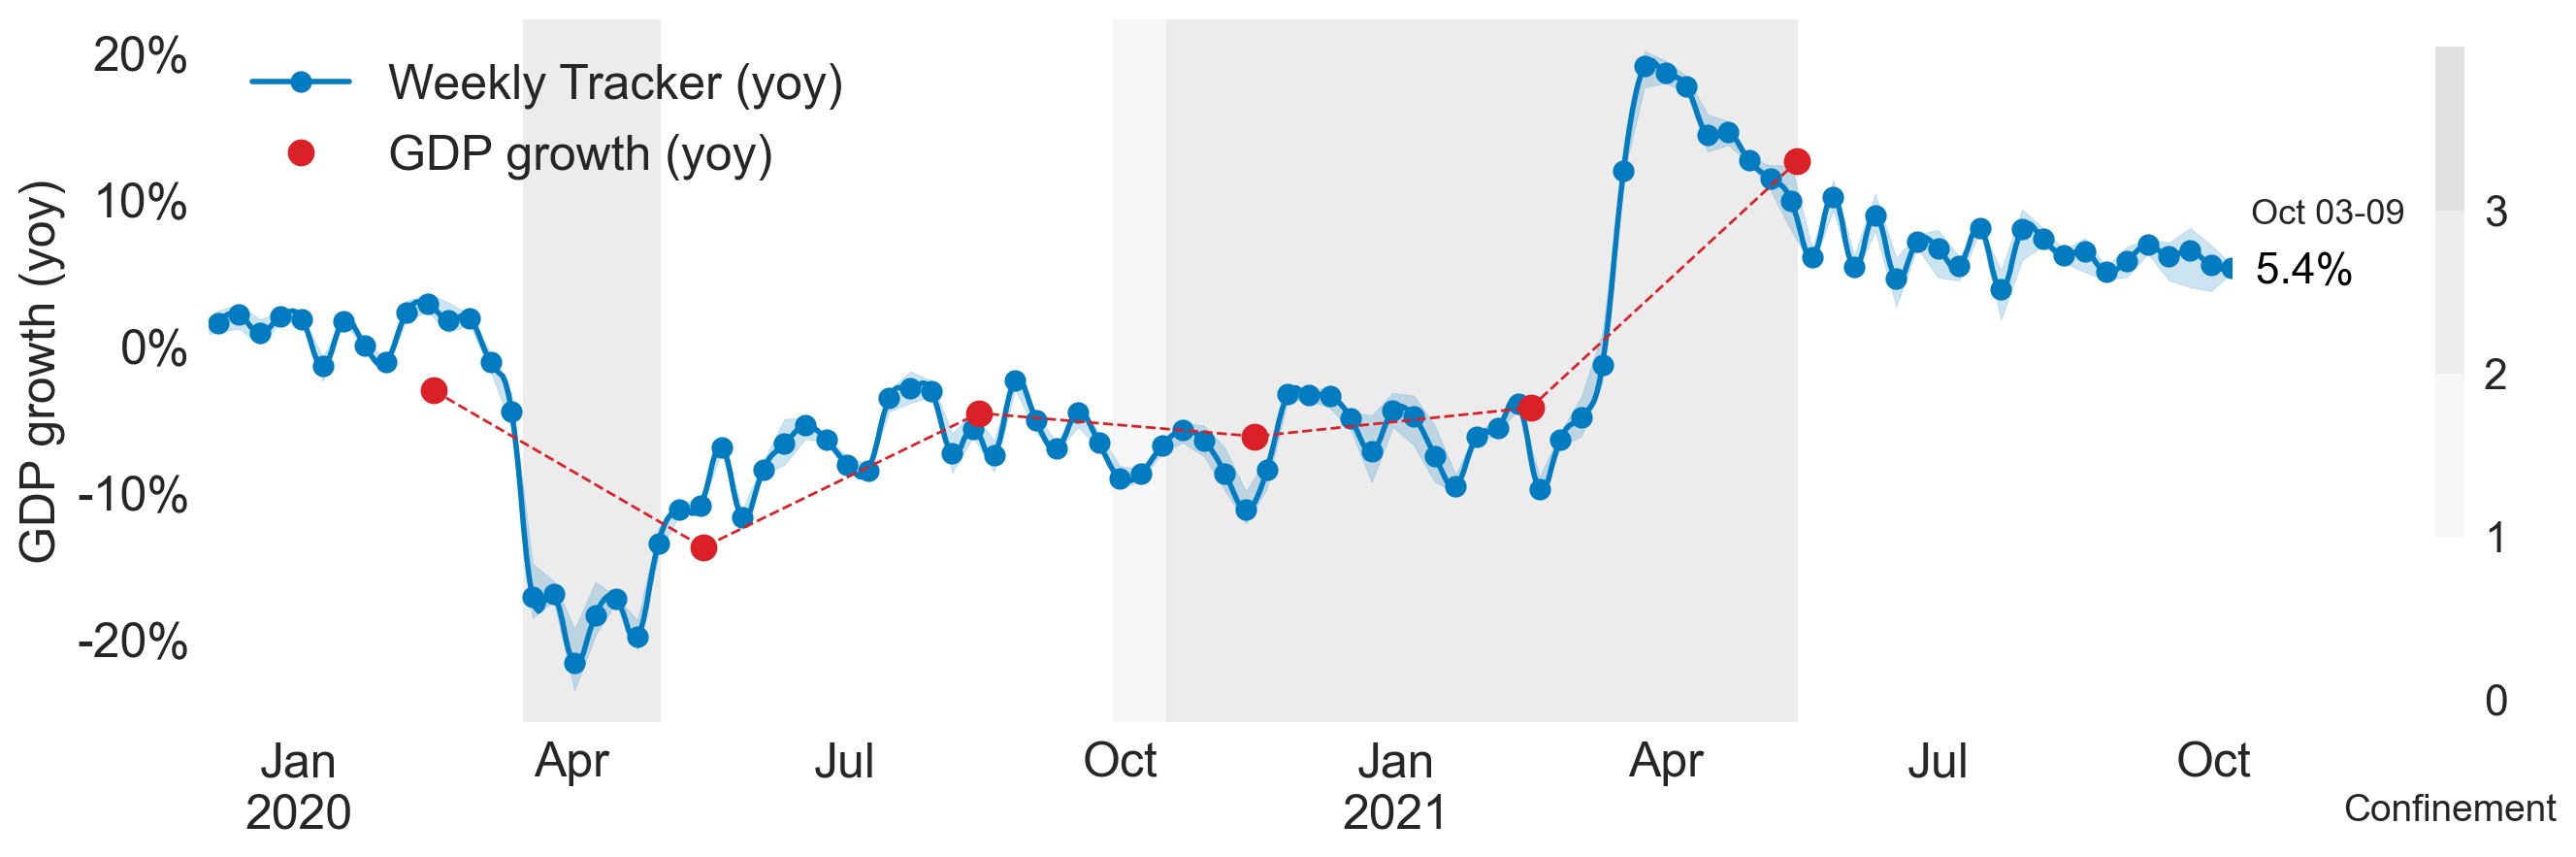 Weekly Tracker (yoy)
GDP growth (yoy)
GDP growth (yoy)
20%
10%
0%
-10%
-20%
Jan
2020
Apr
Jul
Oct
Jan
2021
Apr
Jul
Oct
Oct 03-09
5.4%
3
2
1
0
Confinement